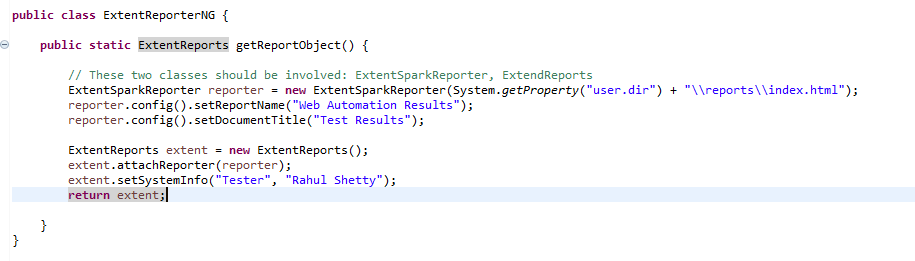 public class ExtentReporterNG {
public static ExtentReports getReportObject() {
// These two classes should be involved: ExtentSparkReporter, ExtendReports
ExtentSparkReporter reporter = new ExtentSparkReporter(System.getProperty("user.dir") + "\\reports\\index.html");
reporter.config().setReportName("Web Automation Results");
reporter.config().setDocumentTitle("Test Results");
ExtentReports extent = new ExtentReports();
extent.attachReporter(reporter);
extent.setSystemInfo("Tester", "Rahul Shetty");
return extent;
}
}